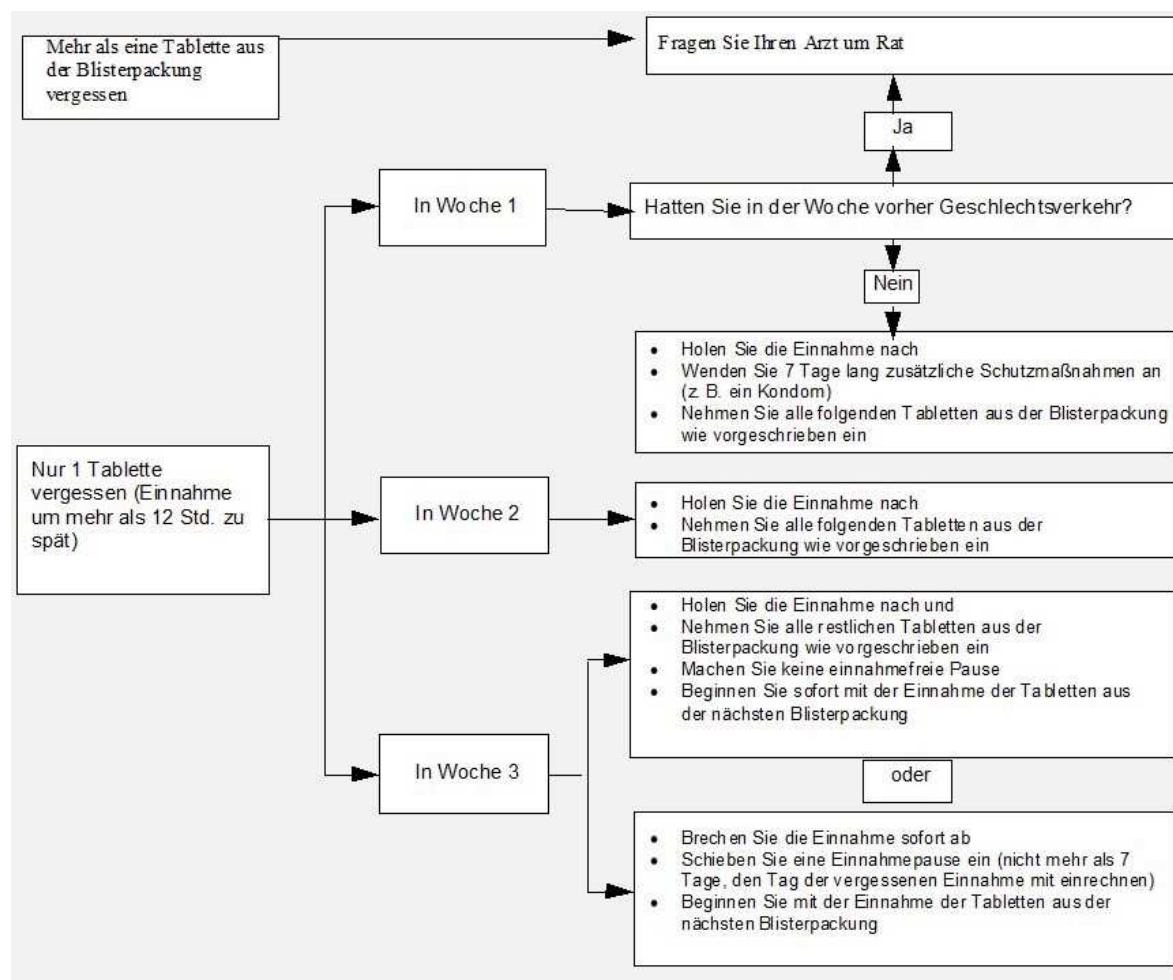 Mehr als eine Tablette aus
der Blisterpackung
vergessen
Fragen Sie Ihren Arzt um Rat
Ja
In Woche 1
Hatten Sie in der Woche vorher Geschlechtsverkehr?
Nein
• Holen Sie die Einnahme nach
• Wenden Sie 7 Tage lang zusätzliche Schutzmaßnahmen an
(z. B. ein Kondom)
• Nehmen Sie alle folgenden Tabletten aus der Blisterpackung
wie vorgeschrieben ein
Nur 1 Tablette
vergessen (Einnahme
um mehr als 12 Std. zu
spät)
In Woche 2
• Holen Sie die Einnahme nach
• Nehmen Sie alle folgenden Tabletten aus der
Blisterpackung wie vorgeschrieben ein
• Holen Sie die Einnahme nach und
• Nehmen Sie alle restlichen Tabletten aus der
Blisterpackung wie vorgeschrieben ein
• Machen Sie keine einnahmefreie Pause
• Beginnen Sie sofort mit der Einnahme der Tabletten aus
der nächsten Blisterpackung
In Woche 3
oder
• Brechen Sie die Einnahme sofort ab
• Schieben Sie eine Einnahmepause ein (nicht mehr als 7
Tage, den Tag der vergessenen Einnahme mit einrechnen)
• Beginnen Sie mit der Einnahme der Tabletten aus der
nächsten Blisterpackung